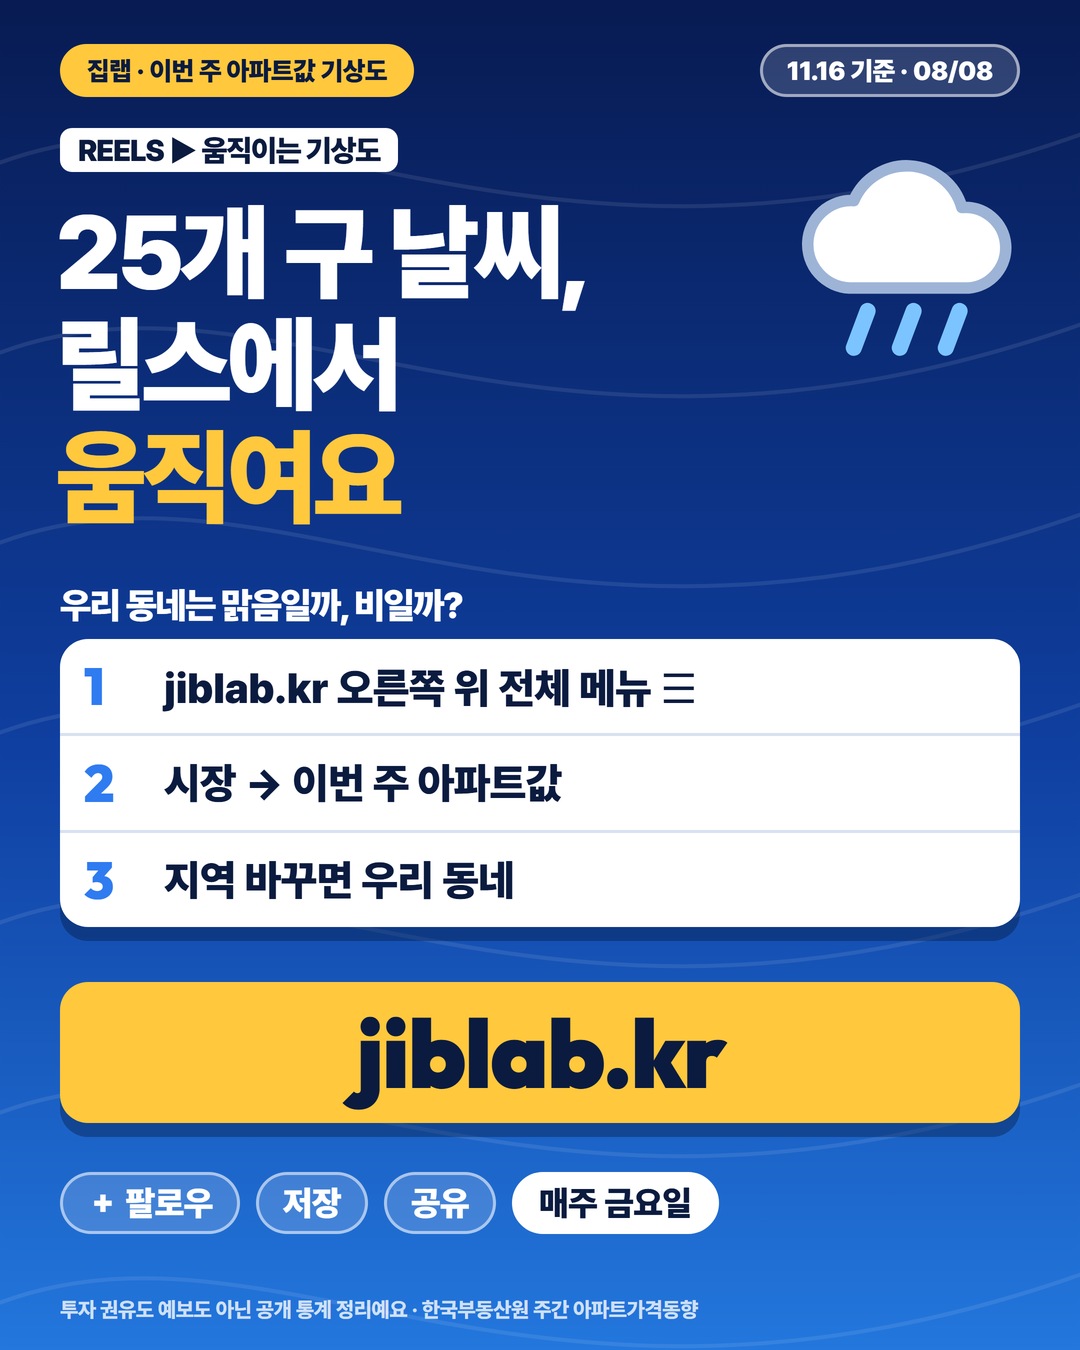 집랩 · 이번 주 아파트값 기상도
11.16 기준 · 08/08
REELS ▶ 움직이는 기상도
25개 구 날씨,
릴스에서
움직여요
우리 동네는 맑음일까, 비일까?
1 jiblab.kr 오른쪽 위 전체 메뉴 ☰
2 시장 → 이번 주 아파트값
3 지역 바꾸면 우리 동네
jiblab.kr
+ 팔로우 저장 공유 매주 금요일
투자 권유도 예보도 아닌 공개 통계 정리예요 · 한국부동산원 주간 아파트가격동향